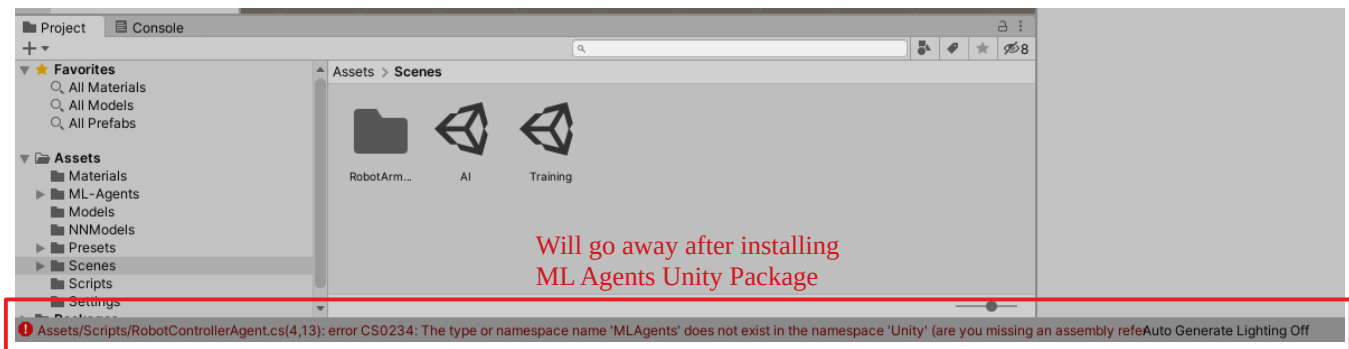 Project
Console
8
Favorites
All Materials
All Models
All Prefabs
Assets
Materials
ML-Agents
Models
NNModels
Presets
Scenes
Scripts
Settings
Packages
Assets > Scenes
RobotArm...
AI
Training
Will go away after installing
ML Agents Unity Package
Assets/Scripts/RobotControllerAgent.cs(4,13): error CS0234: The type or namespace name 'MLAgents' does not exist in the namespace 'Unity' (are you missing an assembly refe
Auto Generate Lighting Off